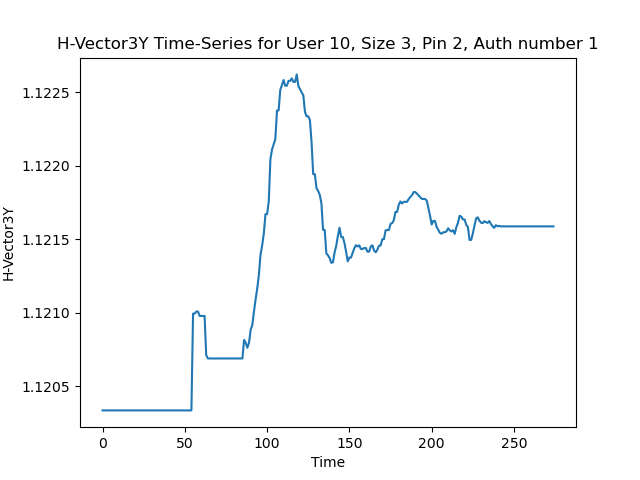 H-Vector3Y Time-Series for User 10, Size 3, Pin 2, Auth number 1
1.1225
1.1220
1.1215
1.1210
1.1205
H-Vector3Y
0 50 100 150 200 250
Time